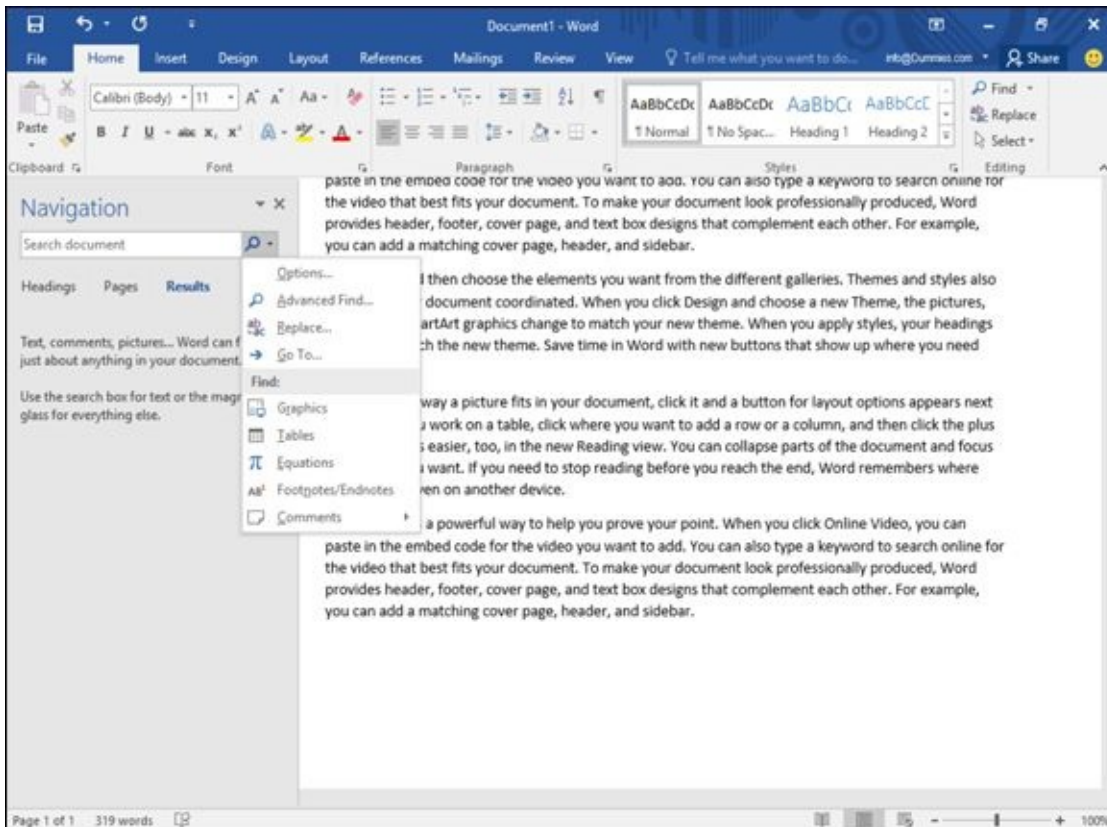 Document1 - Word
File Home Insert Design Layout References Mailings Review View Tell me what you want to do... info@Dummies.com Share
Paste
Calibri (Body) 11 A A Aa
B I U abc x, x² A A
AaBbCcDc AaBbCcDc AaBbCc AaBbCcC
¶ Normal ¶ No Spac... Heading 1 Heading 2
Find
Replace
Select
Clipboard Font Paragraph Styles Editing
Navigation
Search document
Headings Pages Results
Text, comments, pictures... Word can f
just about anything in your document.
Use the search box for text or the magn
glass for everything else.
Options...
Advanced Find...
Replace...
Go To...
Find:
Graphics
Tables
Equations
Footnotes/Endnotes
Comments
paste in the embed code for the video you want to add. You can also type a keyword to search online for
the video that best fits your document. To make your document look professionally produced, Word
provides header, footer, cover page, and text box designs that complement each other. For example,
you can add a matching cover page, header, and sidebar.
then choose the elements you want from the different galleries. Themes and styles also
document coordinated. When you click Design and choose a new Theme, the pictures,
artArt graphics change to match your new theme. When you apply styles, your headings
ch the new theme. Save time in Word with new buttons that show up where you need
way a picture fits in your document, click it and a button for layout options appears next
work on a table, click where you want to add a row or a column, and then click the plus
s easier, too, in the new Reading view. You can collapse parts of the document and focus
want. If you need to stop reading before you reach the end, Word remembers where
ven on another device.
a powerful way to help you prove your point. When you click Online Video, you can
paste in the embed code for the video you want to add. You can also type a keyword to search online for
the video that best fits your document. To make your document look professionally produced, Word
provides header, footer, cover page, and text box designs that complement each other. For example,
you can add a matching cover page, header, and sidebar.
Page 1 of 1 319 words 100%